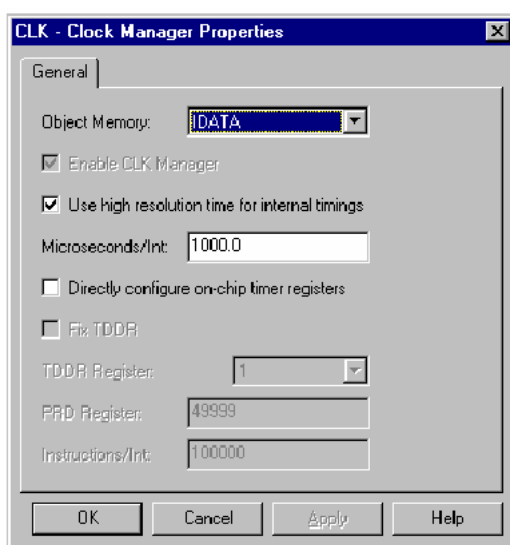 CLK - Clock Manager Properties
General
Object Memory: IDATA
Enable CLK Manager
Use high resolution time for internal timings
Microseconds/Int: 1000.0
Directly configure on-chip timer registers
Fix TDDR
TDDR Register: 1
PRD Register: 49999
Instructions/Int: 100000
OK Cancel Apply Help